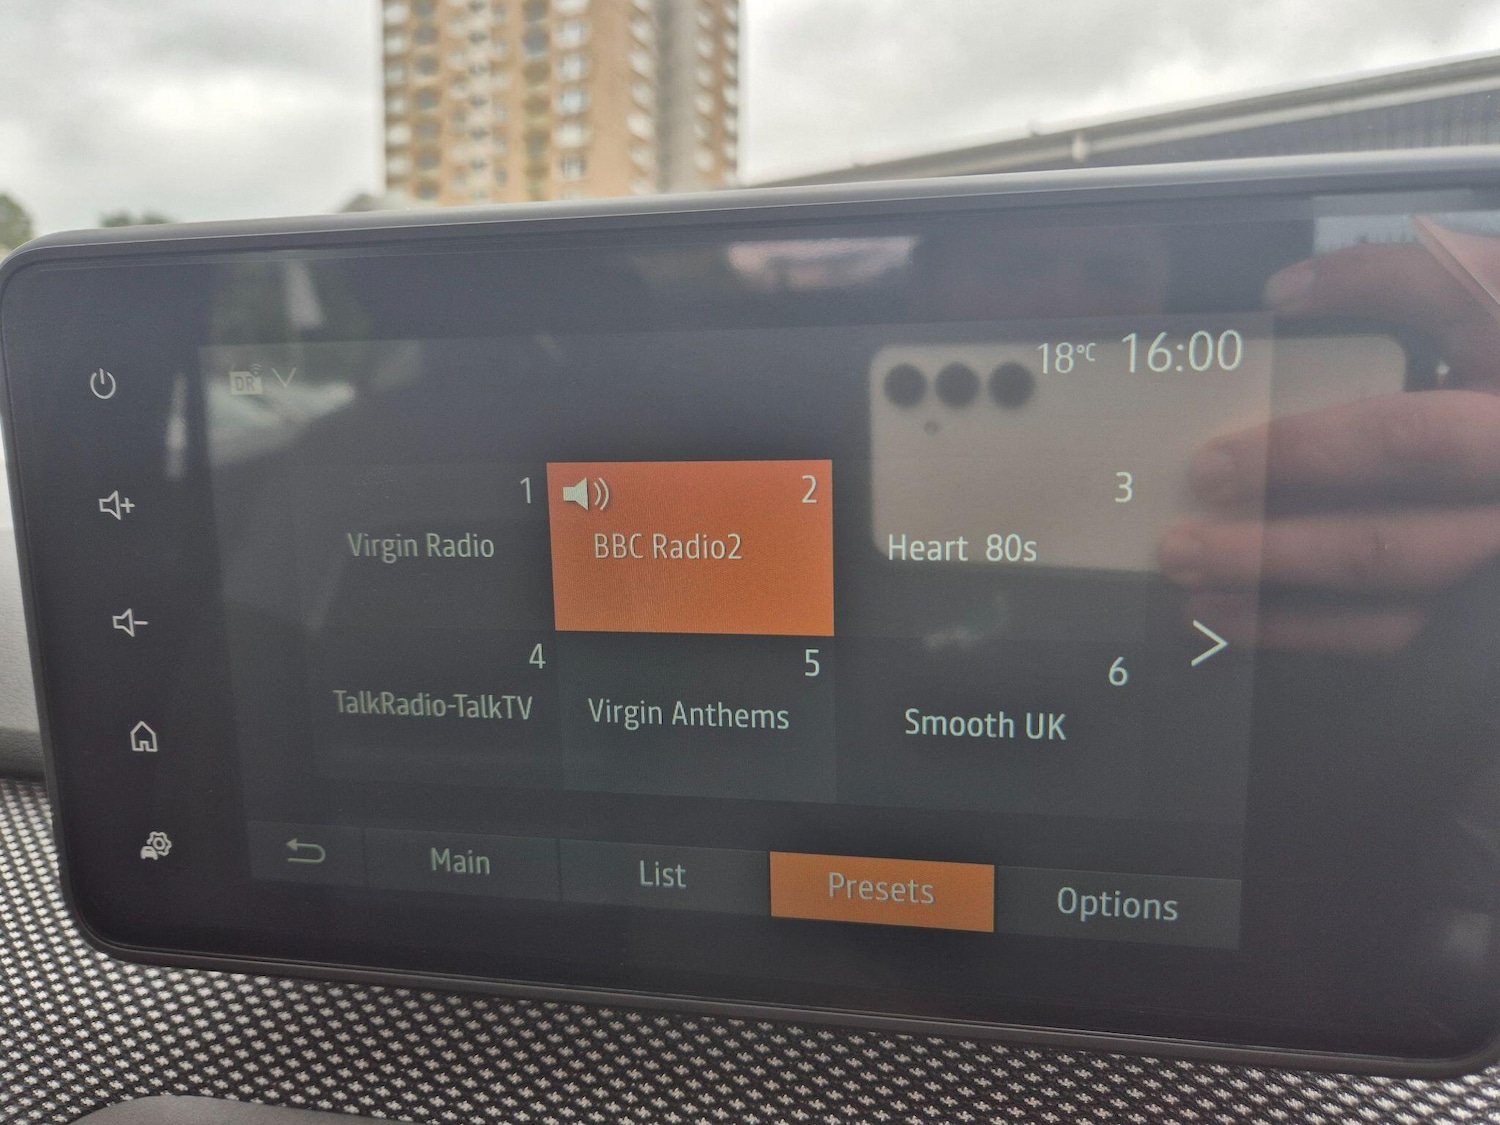 DR
18°C 16:00
1
Virgin Radio
2
BBC Radio2
3
Heart 80s
4
TalkRadio-TalkTV
5
Virgin Anthems
6
Smooth UK
Main
List
Presets
Options